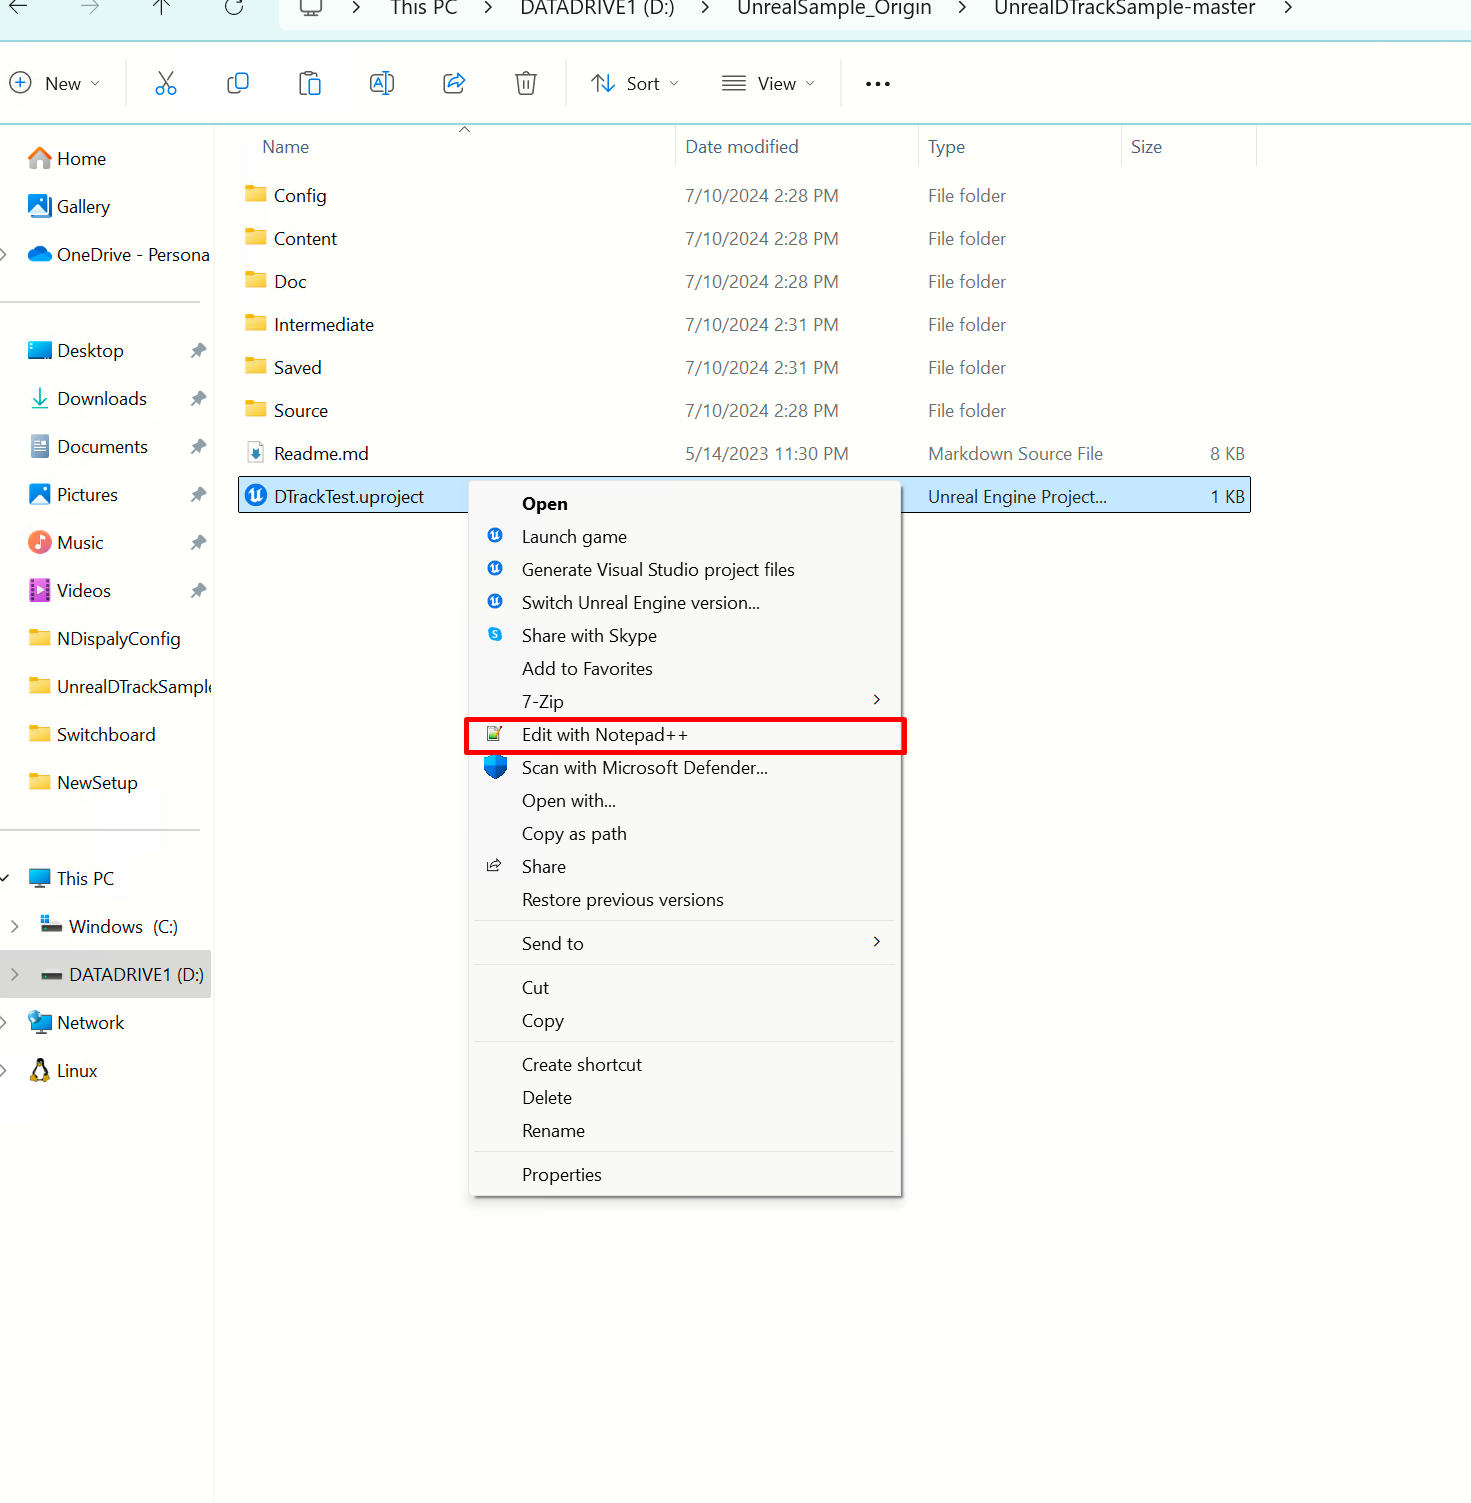 This PC > DATADRIVE1 (D:) > UnrealSample_Origin > UnrealDTrackSample-master >
New Sort View
Name Date modified Type Size
Home
Gallery
OneDrive - Persona
Desktop
Downloads
Documents
Pictures
Music
Videos
NDispalyConfig
UnrealDTrackSample
Switchboard
NewSetup
This PC
Windows (C:)
DATADRIVE1 (D:)
Network
Linux
Config 7/10/2024 2:28 PM File folder
Content 7/10/2024 2:28 PM File folder
Doc 7/10/2024 2:28 PM File folder
Intermediate 7/10/2024 2:31 PM File folder
Saved 7/10/2024 2:31 PM File folder
Source 7/10/2024 2:28 PM File folder
Readme.md 5/14/2023 11:30 PM Markdown Source File 8 KB
DTrackTest.uproject Unreal Engine Project... 1 KB
Open
Launch game
Generate Visual Studio project files
Switch Unreal Engine version...
Share with Skype
Add to Favorites
7-Zip
Edit with Notepad++
Scan with Microsoft Defender...
Open with...
Copy as path
Share
Restore previous versions
Send to
Cut
Copy
Create shortcut
Delete
Rename
Properties